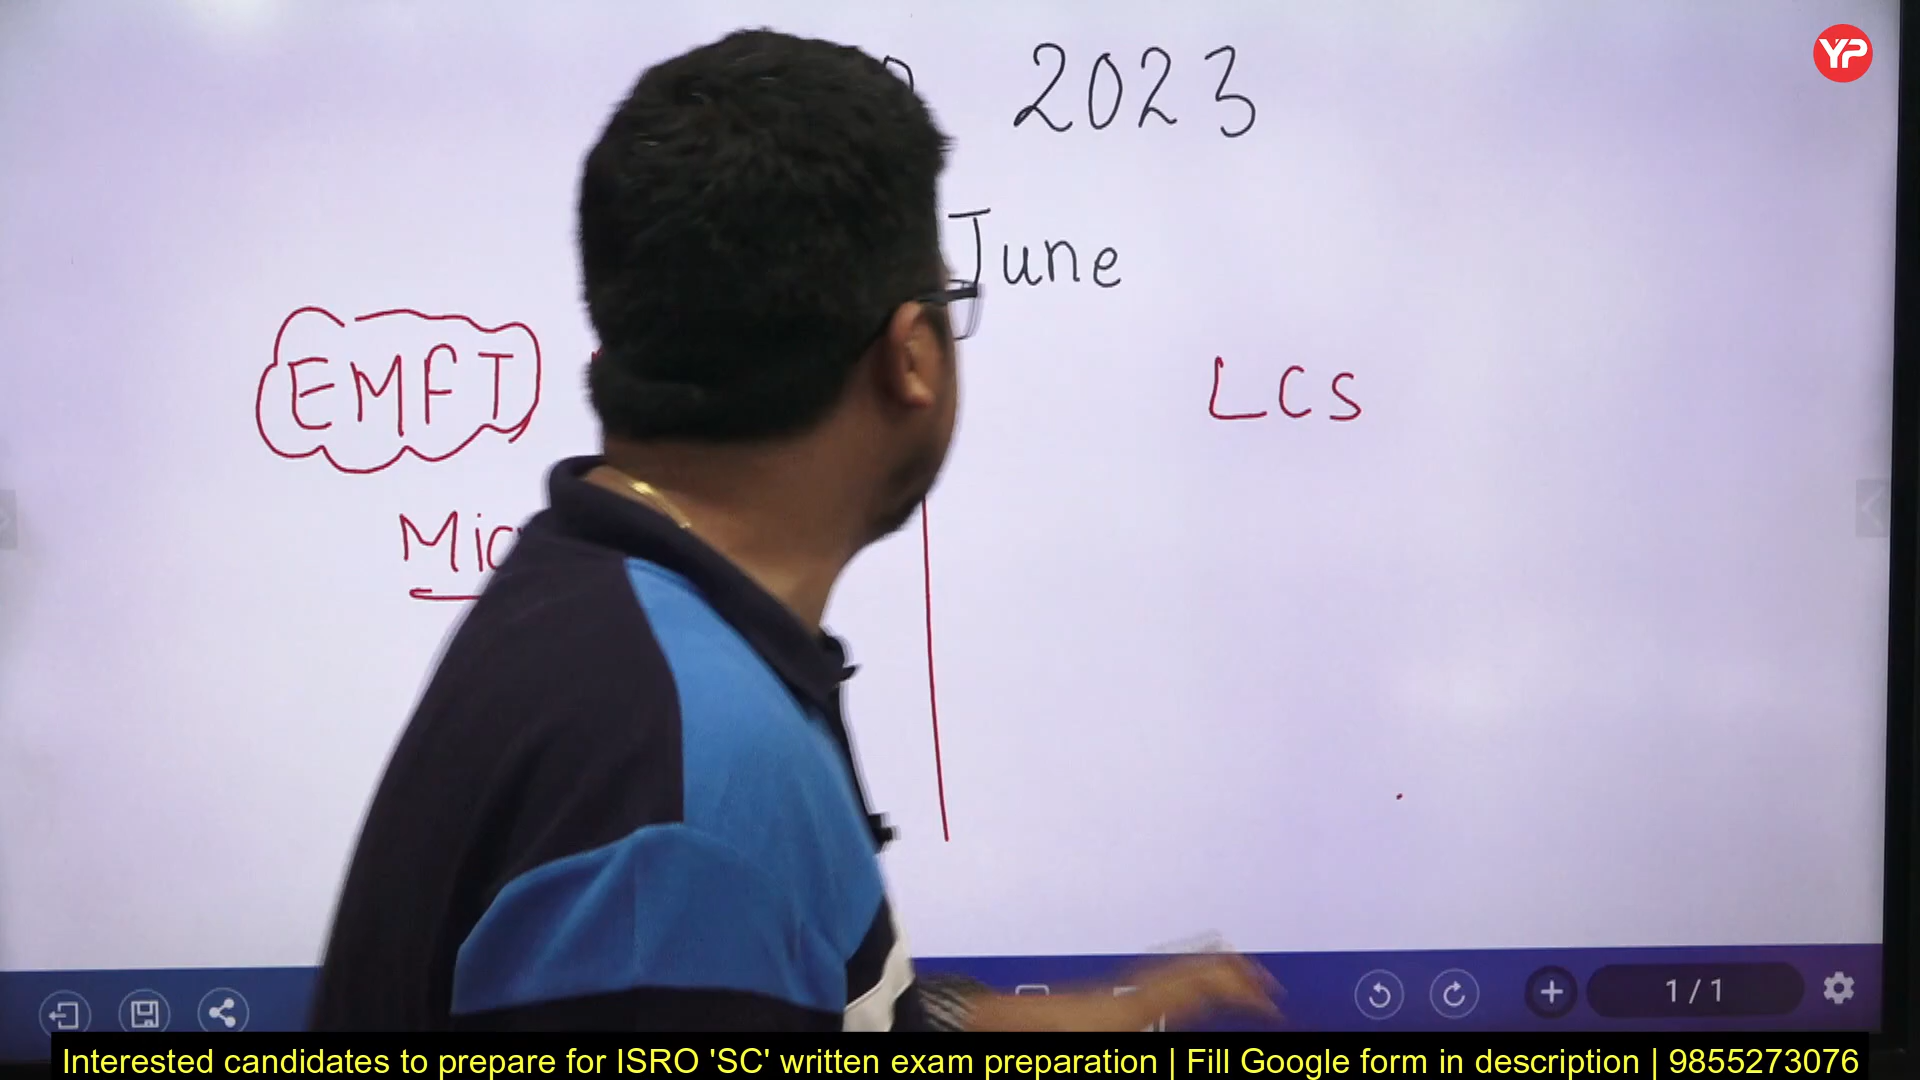 YP
2023
June
EMFT
LCS
1/1
Interested candidates to prepare for ISRO 'SC' written exam preparation | Fill Google form in description | 9855273076